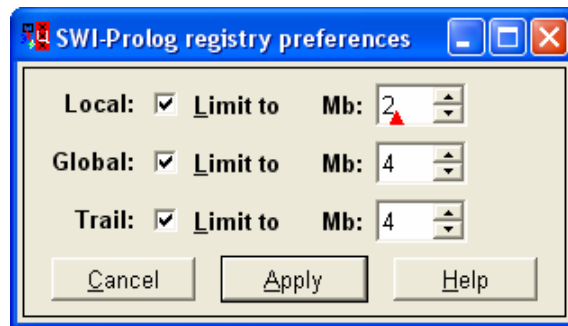 SWI-Prolog registry preferences
Local: Limit to Mb: 2
Global: Limit to Mb: 4
Trail: Limit to Mb: 4
Cancel Apply Help